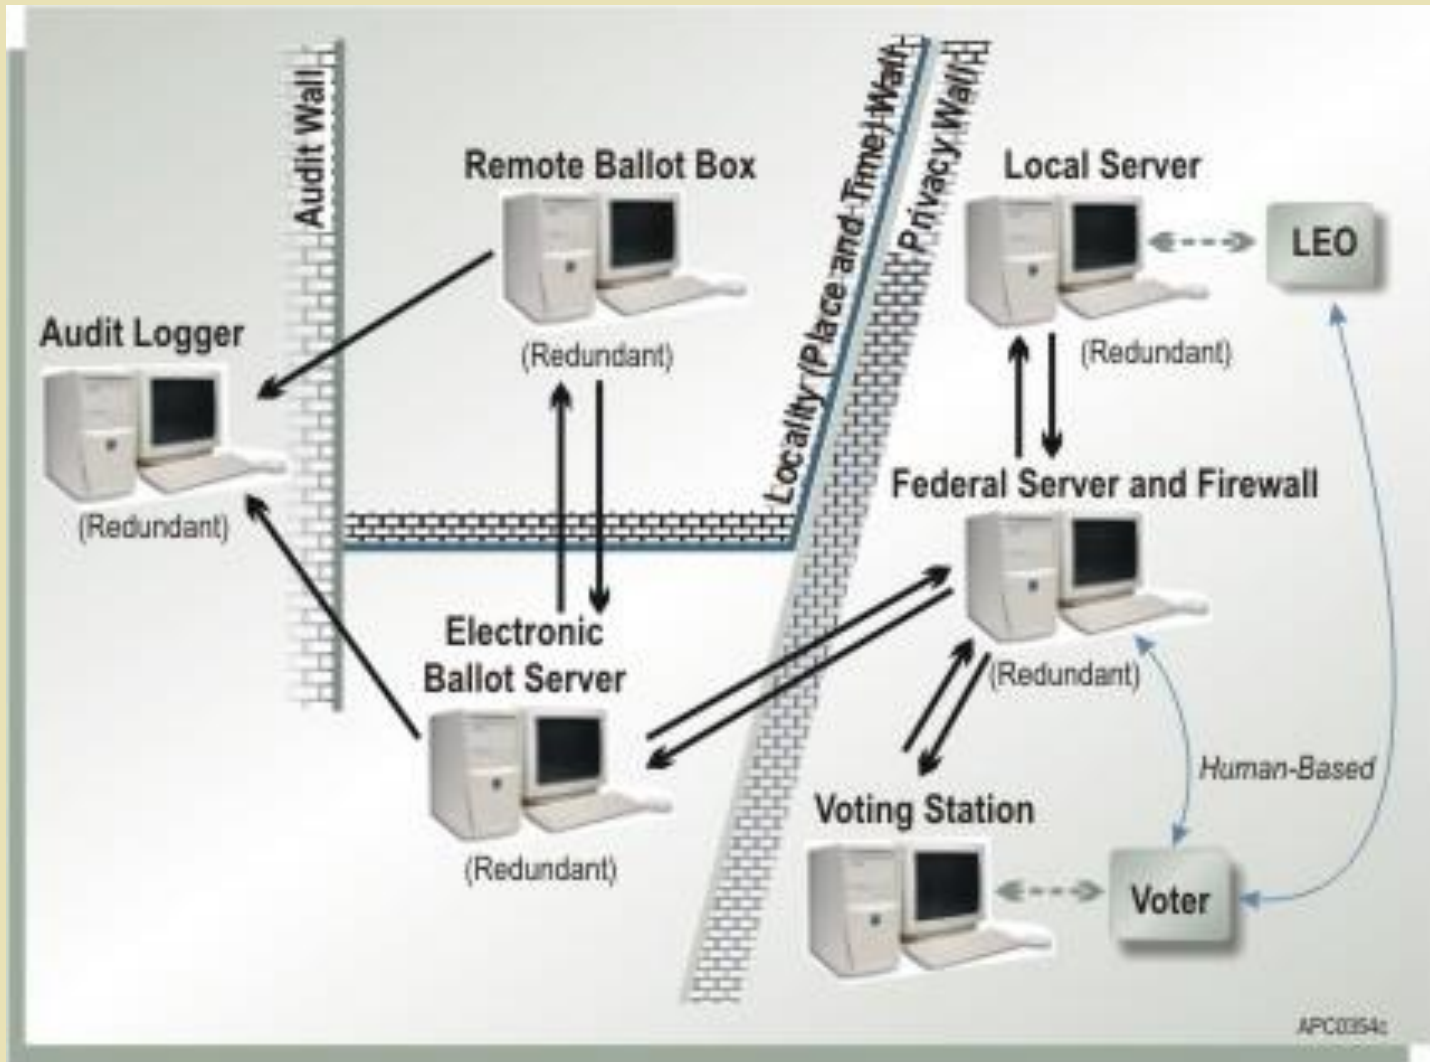 Audit Wall
Locality (Place and Time) Wall
Privacy Wall
Remote Ballot Box
(Redundant)
Local Server
(Redundant)
LEO
Audit Logger
(Redundant)
Federal Server and Firewall
(Redundant)
Electronic
Ballot Server
(Redundant)
Human-Based
Voting Station
Voter
APC0354c